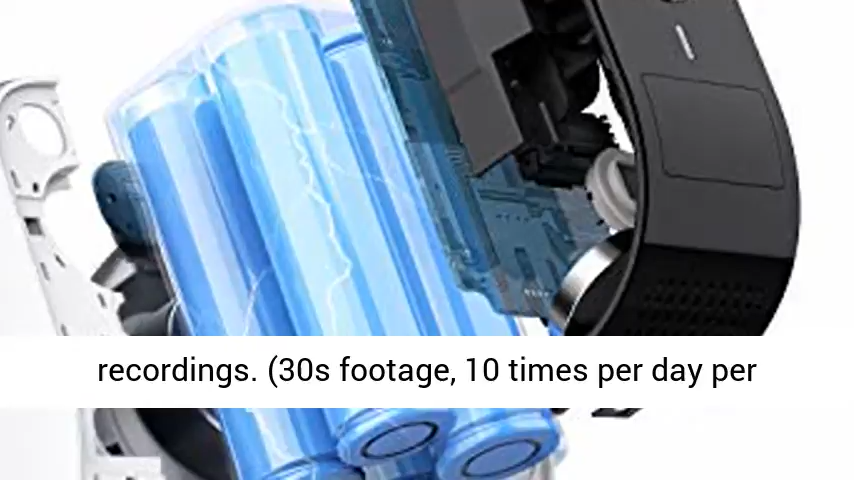 recordings. (30s footage, 10 times per day per